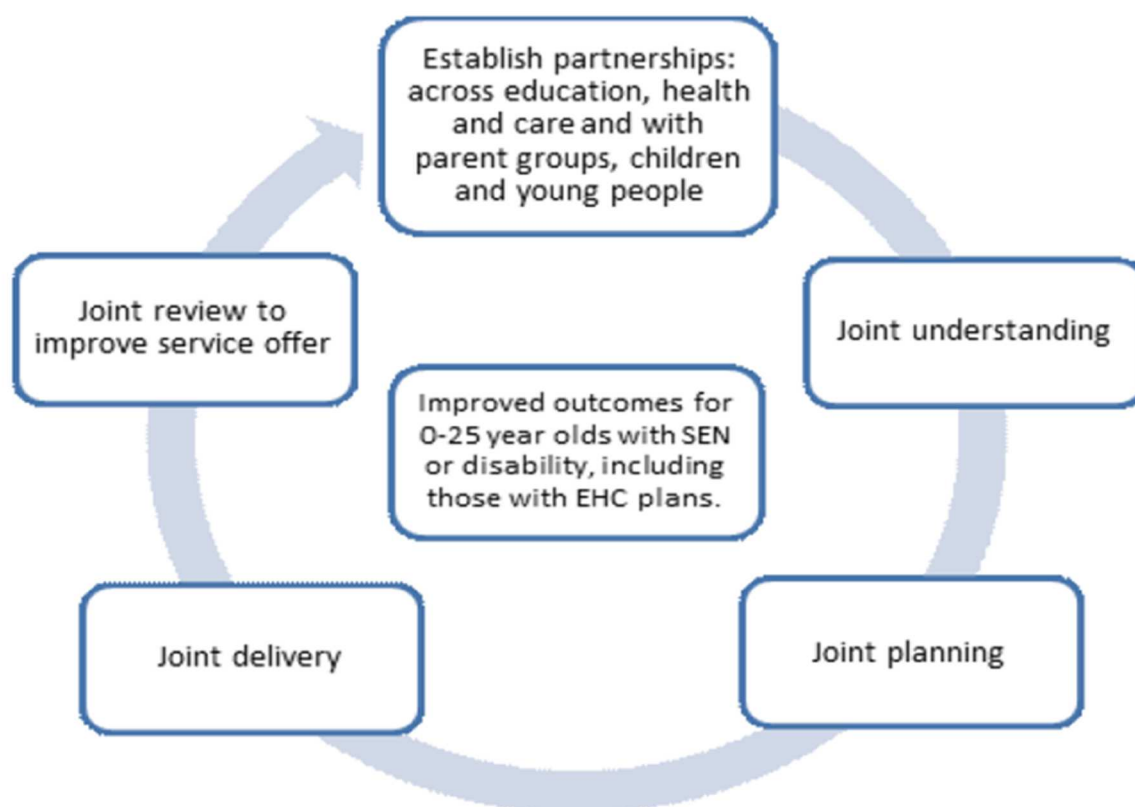 Establish partnerships:
across education, health
and care and with
parent groups, children
and young people
Joint understanding
Joint planning
Joint delivery
Joint review to
improve service offer
Improved outcomes for
0-25 year olds with SEN
or disability, including
those with EHC plans.